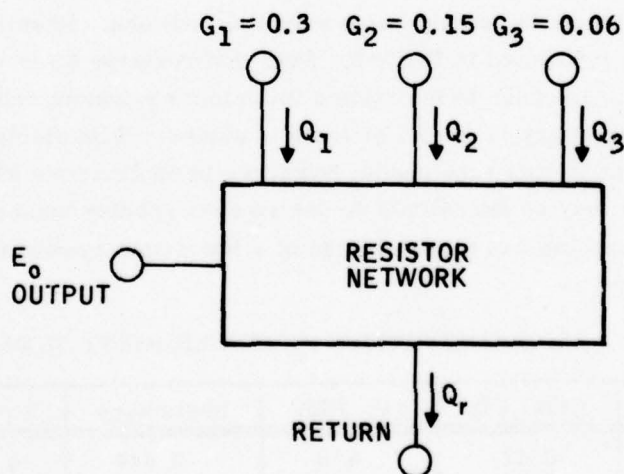 G₁ = 0.3 G₂ = 0.15 G₃ = 0.06
Q₁ Q₂ Q₃
E₀
OUTPUT
RESISTOR
NETWORK
Qᵣ
RETURN